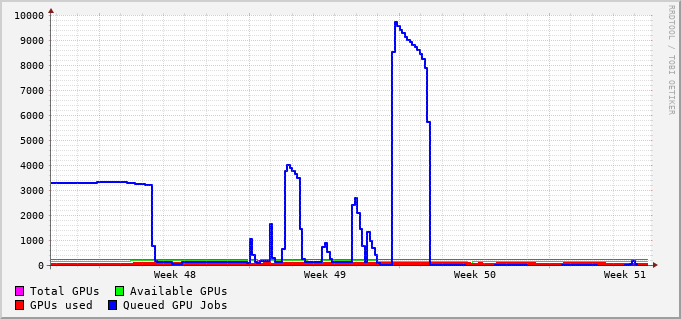 RRDTOOL / TOBI OETIKER
10000
9000
8000
7000
6000
5000
4000
3000
2000
1000
0
Week 48 Week 49 Week 50 Week 51
Total GPUs Available GPUs
GPUs used Queued GPU Jobs